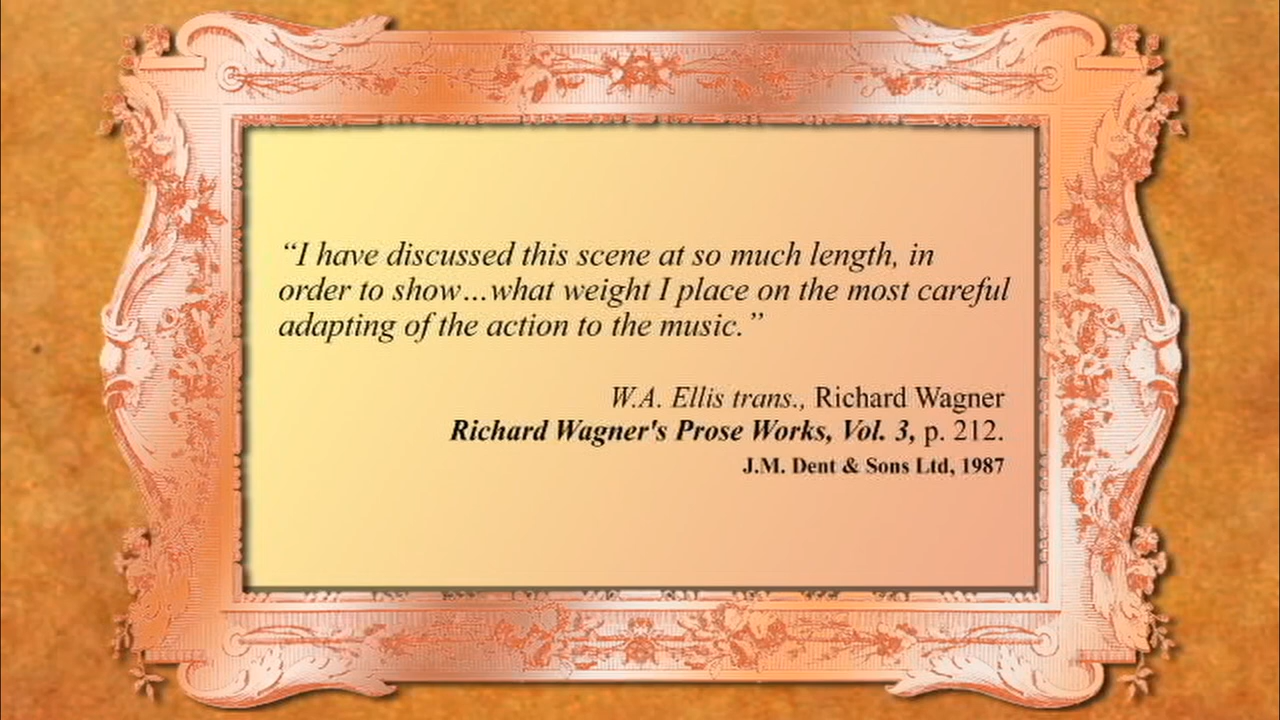 “I have discussed this scene at so much length, in
order to show...what weight I place on the most careful
adapting of the action to the music.”
W.A. Ellis trans., Richard Wagner
Richard Wagner's Prose Works, Vol. 3, p. 212.
J.M. Dent & Sons Ltd, 1987